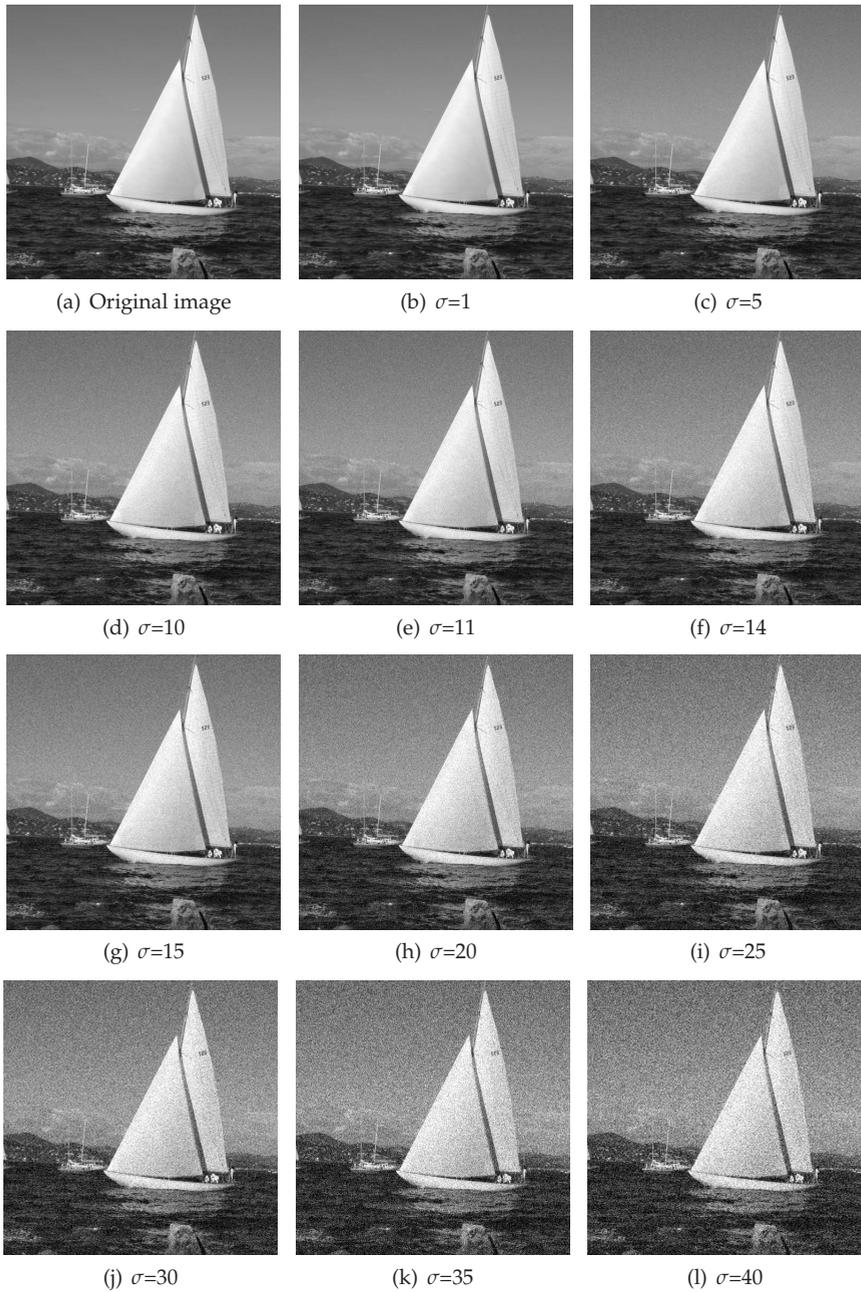 (a) Original image
(b) σ=1
(c) σ=5
(d) σ=10
(e) σ=11
(f) σ=14
(g) σ=15
(h) σ=20
(i) σ=25
(j) σ=30
(k) σ=35
(l) σ=40